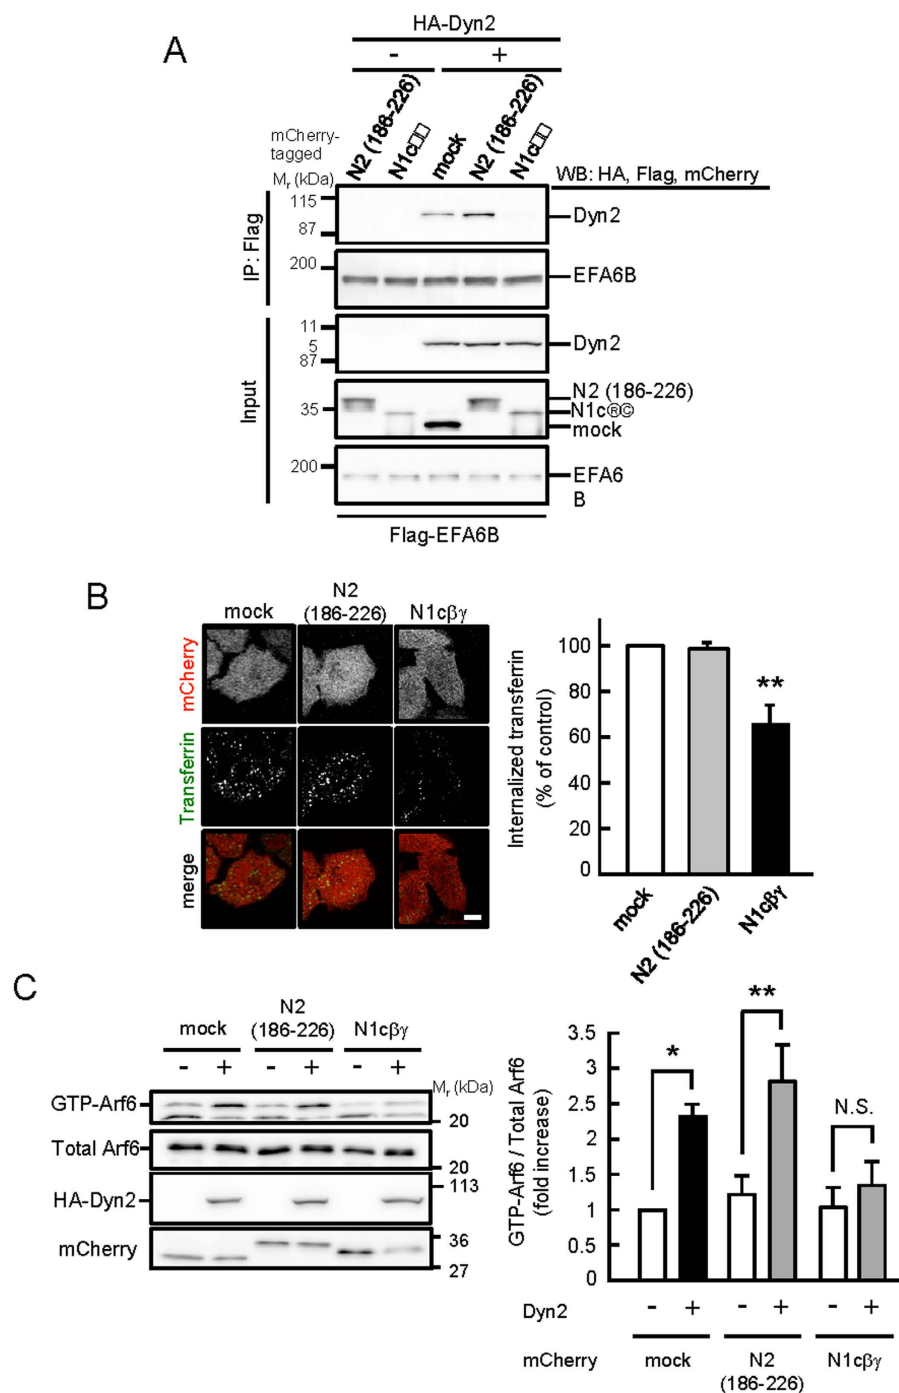 A
HA-Dyn2
- +
mCherry-
tagged
N2 (186-226)
N1c□□
mock
N2 (186-226)
N1c□□
Mr (kDa)
WB: HA, Flag, mCherry
IP: Flag
115
87
Dyn2
200
EFA6B
Input
11
5
87
Dyn2
35
N2 (186-226)
N1c®©
mock
200
EFA6
B
Flag-EFA6B
B
mock
N2
(186-226)
N1cβγ
mCherry
Transferrin
merge
Internalized transferrin
(% of control)
100
80
60
40
20
0
**
mock
N2 (186-226)
N1cβγ
C
mock
N2
(186-226)
N1cβγ
- + - + - +
Mr (kDa)
GTP-Arf6
20
Total Arf6
20
HA-Dyn2
113
mCherry
36
27
GTP-Arf6 / Total Arf6
(fold increase)
3.5
3
2.5
2
1.5
1
0.5
0
*
**
N.S.
Dyn2 - + - + - +
mCherry mock N2 N1cβγ
(186-226)